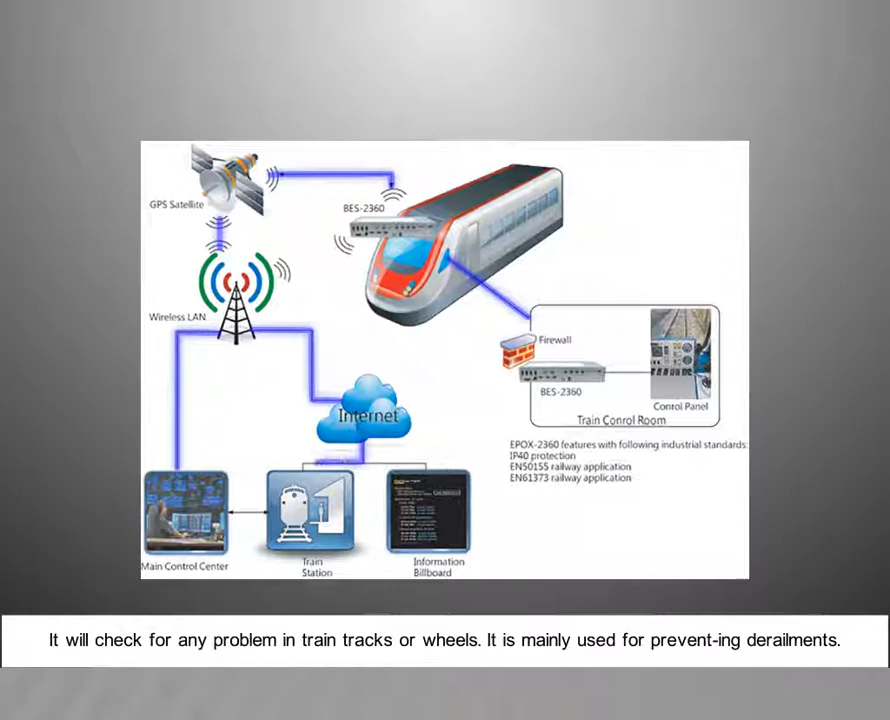 GPS Satellite
BES-2360
Wireless LAN
Firewall
BES-2360
Control Panel
Train Conrol Room
Internet
EPOX-2360 features with following industrial standards:
IP40 protection
EN50155 railway application
EN61373 railway application
Main Control Center
Train
Station
Information
Billboard
It will check for any problem in train tracks or wheels. It is mainly used for prevent-ing derailments.